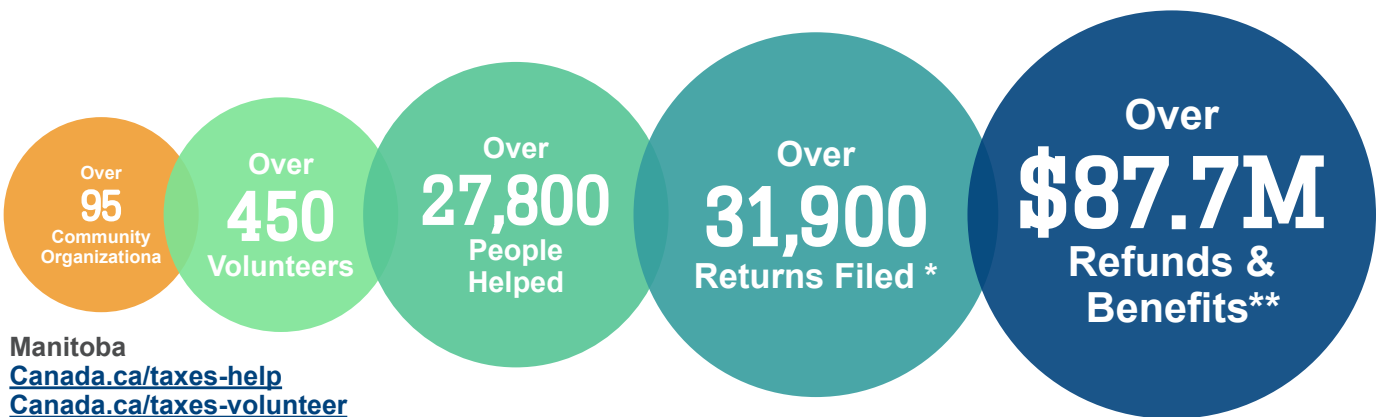 Over
95
Community
Organizationa
Over
450
Volunteers
Over
27,800
People
Helped
Over
31,900
Returns Filed *
Over
$87.7M
Refunds &
Benefits**
Manitoba
Canada.ca/taxes-help
Canada.ca/taxes-volunteer